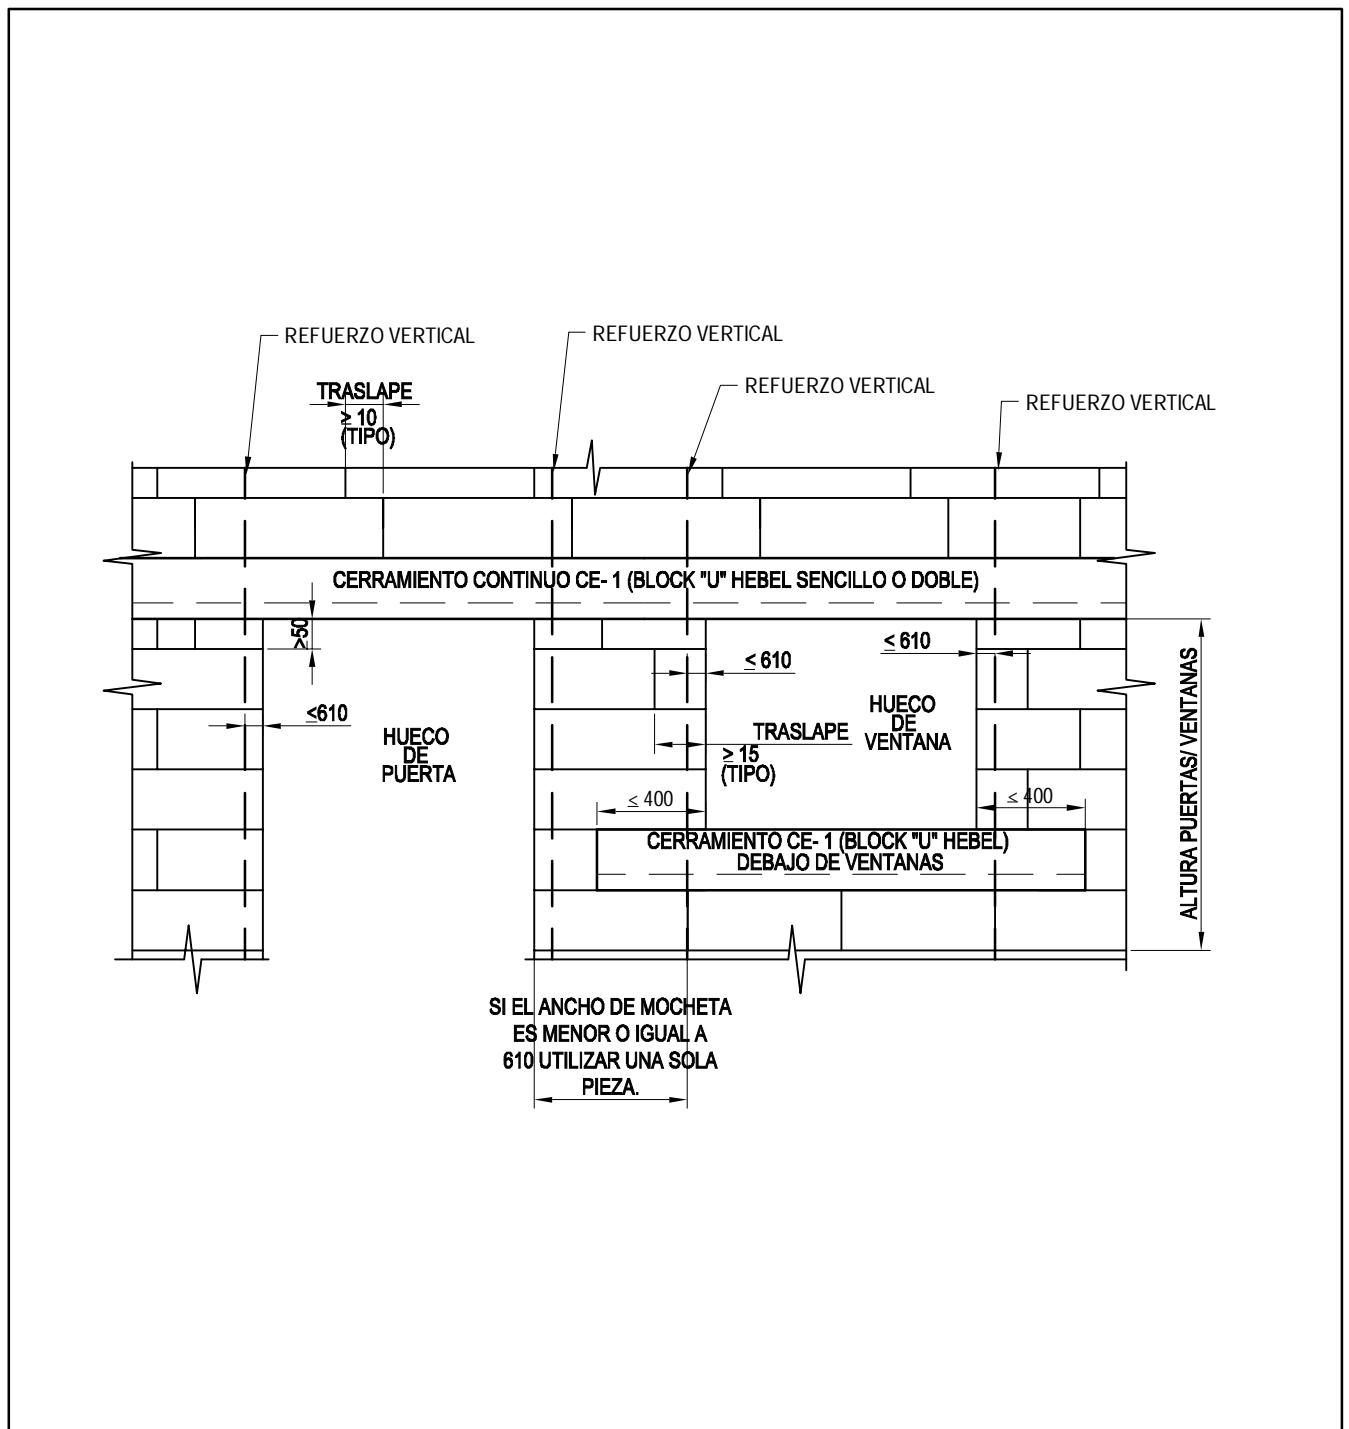 REFUERZO VERTICAL
REFUERZO VERTICAL
REFUERZO VERTICAL
REFUERZO VERTICAL
TRASLAPE
≥ 10
(TIPO)
CERRAMIENTO CONTINUO CE- 1 (BLOCK "U" HEBEL SENCILLO O DOBLE)
>50
≤610
HUECO
DE
PUERTA
≤ 610
≤ 610
HUECO
DE
VENTANA
TRASLAPE
≥ 15
(TIPO)
≤ 400
≤ 400
CERRAMIENTO CE- 1 (BLOCK "U" HEBEL)
DEBAJO DE VENTANAS
ALTURA PUERTAS/ VENTANAS
SI EL ANCHO DE MOCHETA
ES MENOR O IGUAL A
610 UTILIZAR UNA SOLA
PIEZA.